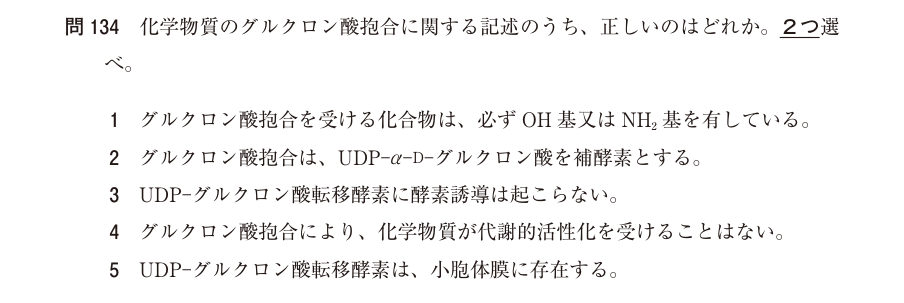 問 134　化学物質のグルクロン酸抱合に関する記述のうち、正しいのはどれか。２つ選
べ。
1　グルクロン酸抱合を受ける化合物は、必ず OH 基又は NH₂ 基を有している。
2　グルクロン酸抱合は、UDP-α-D-グルクロン酸を補酵素とする。
3　UDP-グルクロン酸転移酵素に酵素誘導は起こらない。
4　グルクロン酸抱合により、化学物質が代謝的活性化を受けることはない。
5　UDP-グルクロン酸転移酵素は、小胞体膜に存在する。